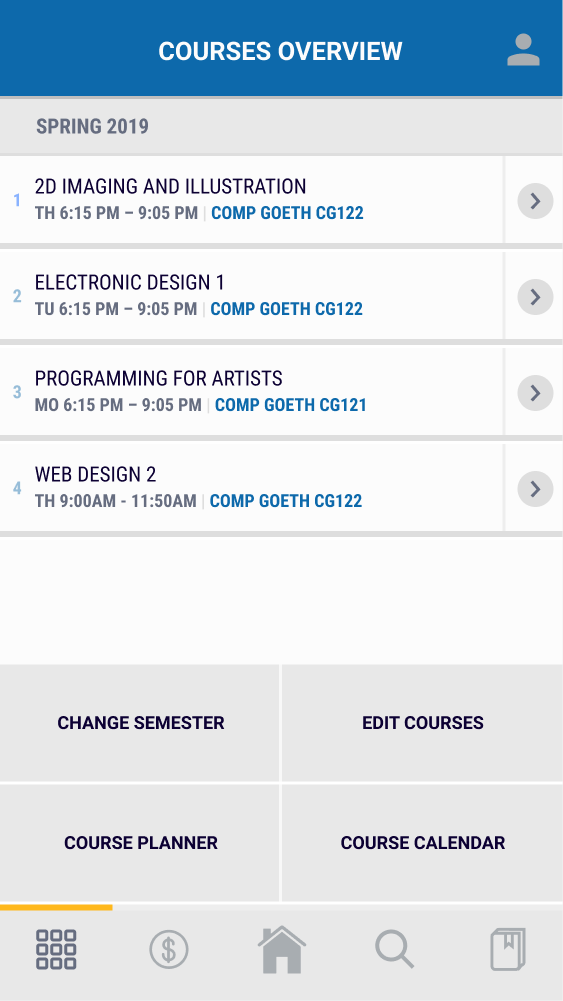 COURSES OVERVIEW
SPRING 2019
1
2D IMAGING AND ILLUSTRATION
TH 6:15 PM – 9:05 PM | COMP GOETH CG122
2
ELECTRONIC DESIGN 1
TU 6:15 PM – 9:05 PM | COMP GOETH CG122
3
PROGRAMMING FOR ARTISTS
MO 6:15 PM – 9:05 PM | COMP GOETH CG121
4
WEB DESIGN 2
TH 9:00AM - 11:50AM | COMP GOETH CG122
CHANGE SEMESTER
EDIT COURSES
COURSE PLANNER
COURSE CALENDAR
$